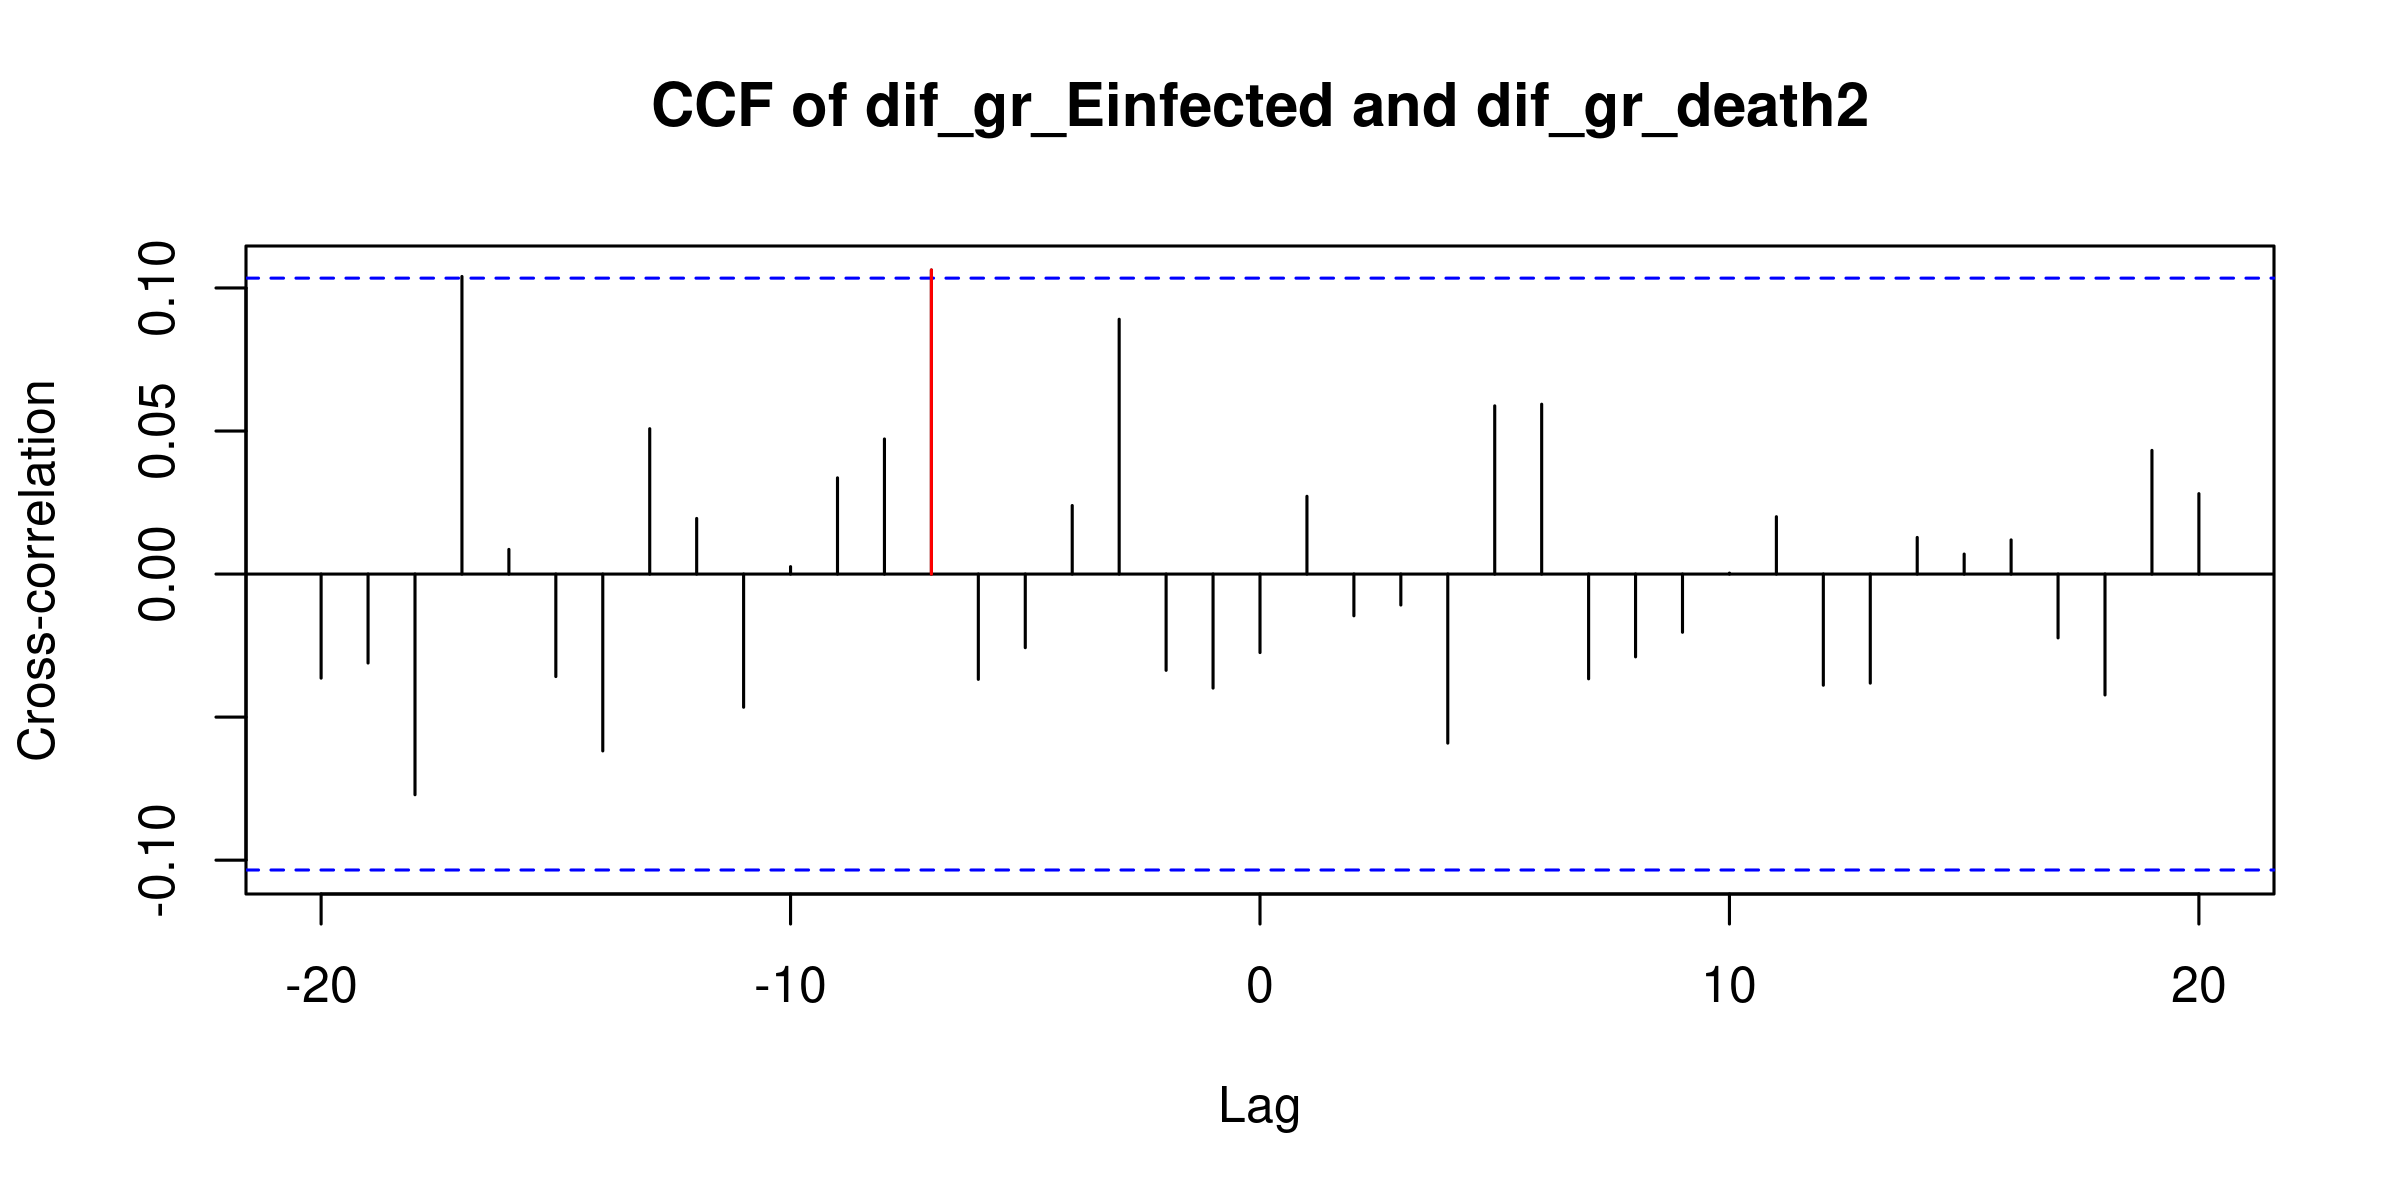 CCF of dif_gr_Einfected and dif_gr_death2
Cross-correlation
0.10
0.05
0.00
-0.10
-20 -10 0 10 20
Lag